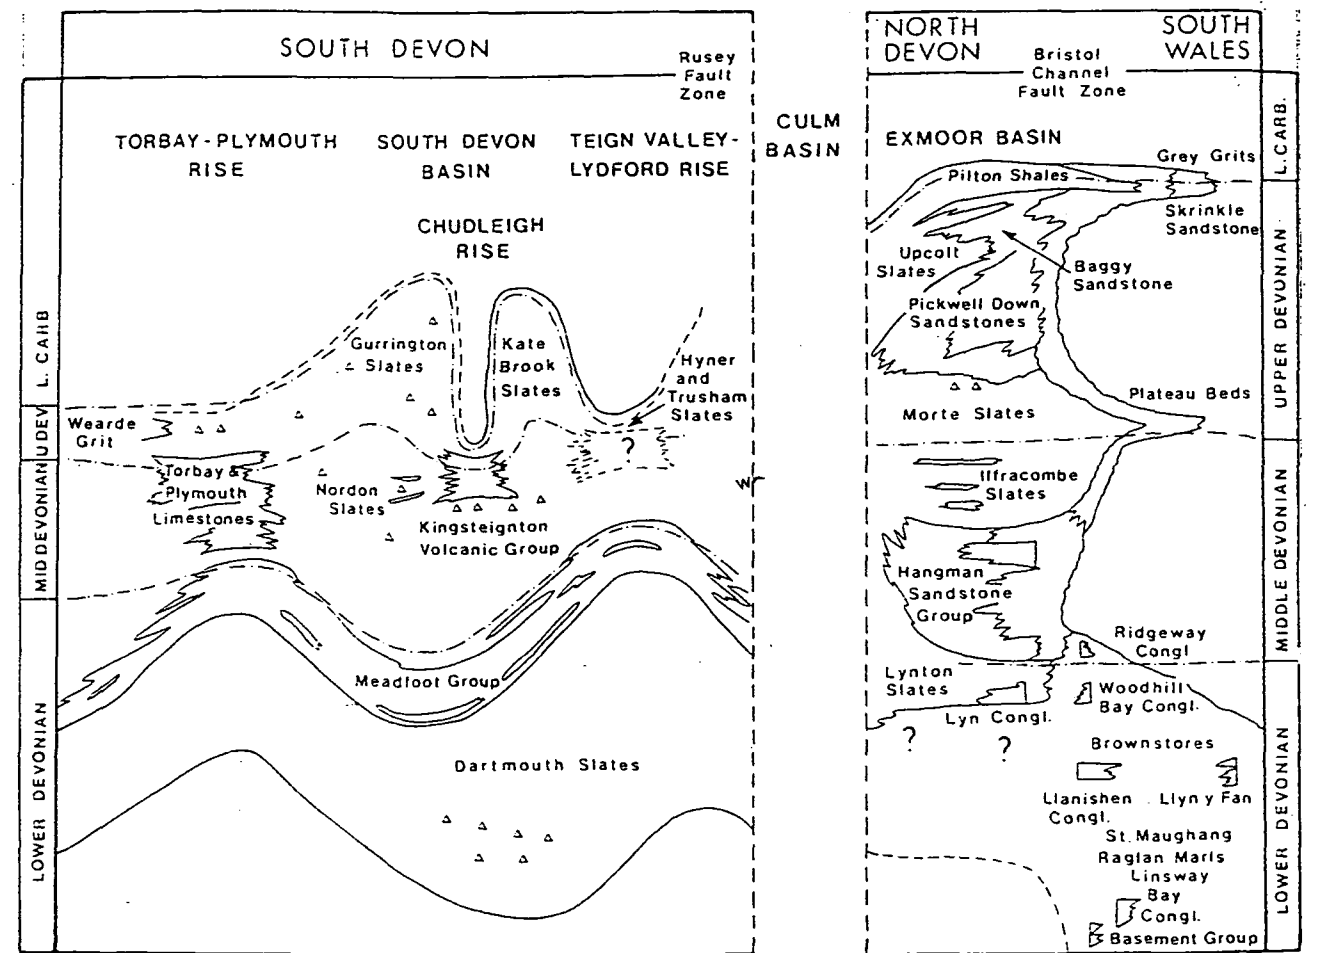 SOUTH DEVON
Rusey
Fault
Zone
NORTH
DEVON
SOUTH
WALES
Bristol
Channel
Fault Zone
TORBAY-PLYMOUTH
RISE
SOUTH DEVON
BASIN
TEIGN VALLEY-
LYDFORD RISE
CULM
BASIN
EXMOOR BASIN
CHUDLEIGH
RISE
L. CARB
U DEV
MID DEVONIAN
LOWER DEVONIAN
Gurrington
Slates
Kate
Brook
Slates
Hyner
and
Trusham
Slates
Wearde
Grit
Torbay &
Plymouth
Limestones
Nordon
Slates
?
Kingsteignton
Volcanic Group
Meadfoot Group
Dartmouth Slates
Grey Grits
Pilton Shales
Skrinkle
Sandstone
Upcott
Slates
Baggy
Sandstone
Pickwell Down
Sandstones
Plateau Beds
Morte Slates
Ilfracombe
Slates
Hangman
Sandstone
Group
Ridgeway
Congl
Lynton
Slates
Woodhill
Bay Congl.
Lyn Congl.
?
?
Brownstores
Llanishen
Congl.
Llyn y Fan
St. Maughang
Raglan Marls
Linsway
Bay
Congl.
Basement Group
L. CARB.
UPPER DEVONIAN
MIDDLE DEVONIAN
LOWER DEVONIAN